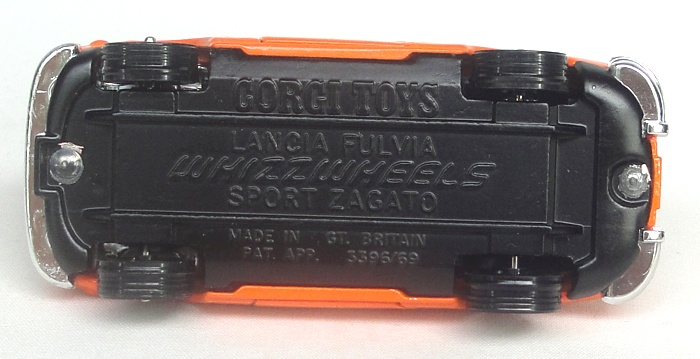 CORGI TOYS
LANCIA FULVIA
WHIZZWHEELS
SPORT ZAGATO
MADE IN GT. BRITAIN
PAT. APP. 3396/69